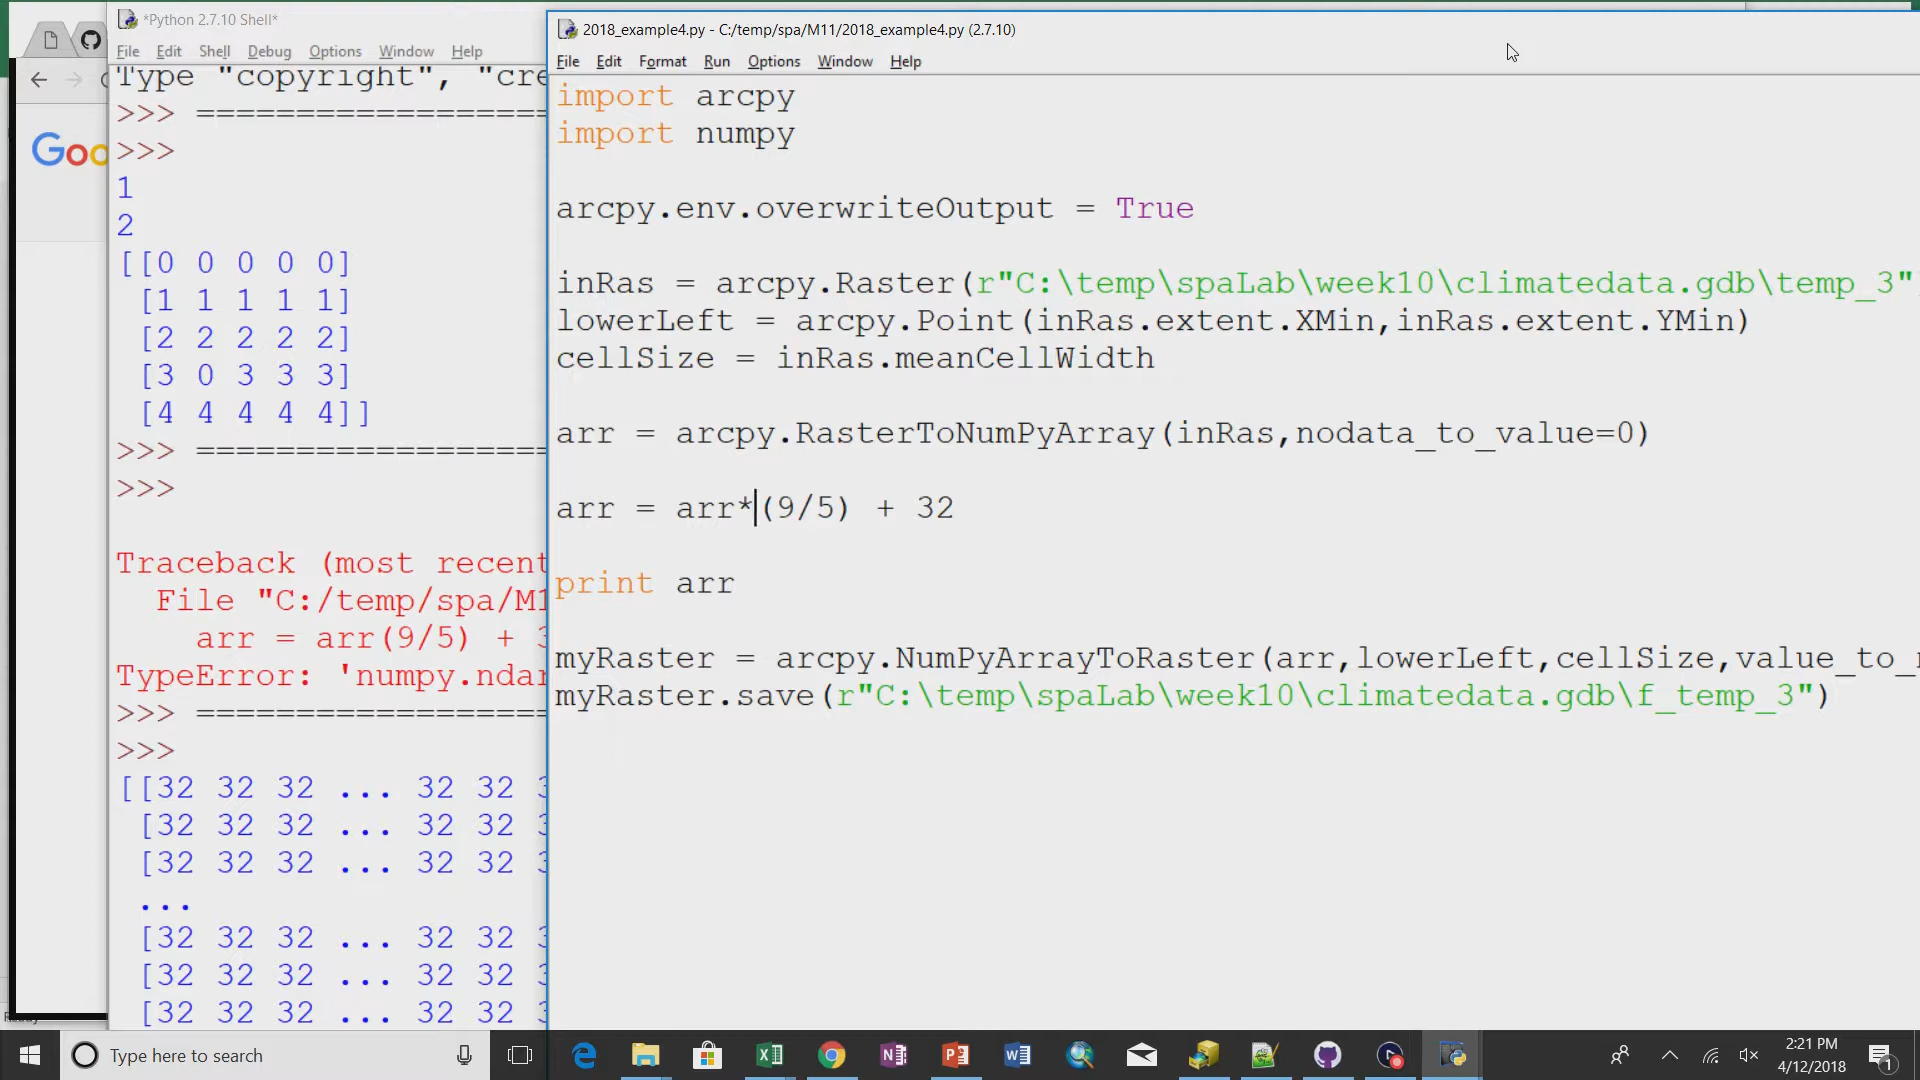 *Python 2.7.10 Shell*
File Edit Shell Debug Options Window Help
Type "copyright", "cre
>>> ==================
>>>
1
2
[[0 0 0 0 0]
[1 1 1 1 1]
[2 2 2 2 2]
[3 0 3 3 3]
[4 4 4 4 4]]
>>> ==================
>>>
Traceback (most recent
File "C:/temp/spa/M1
arr = arr(9/5) +
TypeError: 'numpy.ndar
>>> ==================
>>>
[[32 32 32 ... 32 32
[32 32 32 ... 32 32
[32 32 32 ... 32 32
...
[32 32 32 ... 32 32
[32 32 32 ... 32 32
[32 32 32 ... 32 32
2018_example4.py - C:/temp/spa/M11/2018_example4.py (2.7.10)
File Edit Format Run Options Window Help
import arcpy
import numpy
arcpy.env.overwriteOutput = True
inRas = arcpy.Raster(r"C:\temp\spaLab\week10\climatedata.gdb\temp_3"
lowerLeft = arcpy.Point(inRas.extent.XMin,inRas.extent.YMin)
cellSize = inRas.meanCellWidth
arr = arcpy.RasterToNumPyArray(inRas,nodata_to_value=0)
arr = arr*(9/5) + 32
print arr
myRaster = arcpy.NumPyArrayToRaster(arr,lowerLeft,cellSize,value_to_
myRaster.save(r"C:\temp\spaLab\week10\climatedata.gdb\f_temp_3")
Goo
Type here to search
2:21 PM
4/12/2018
1